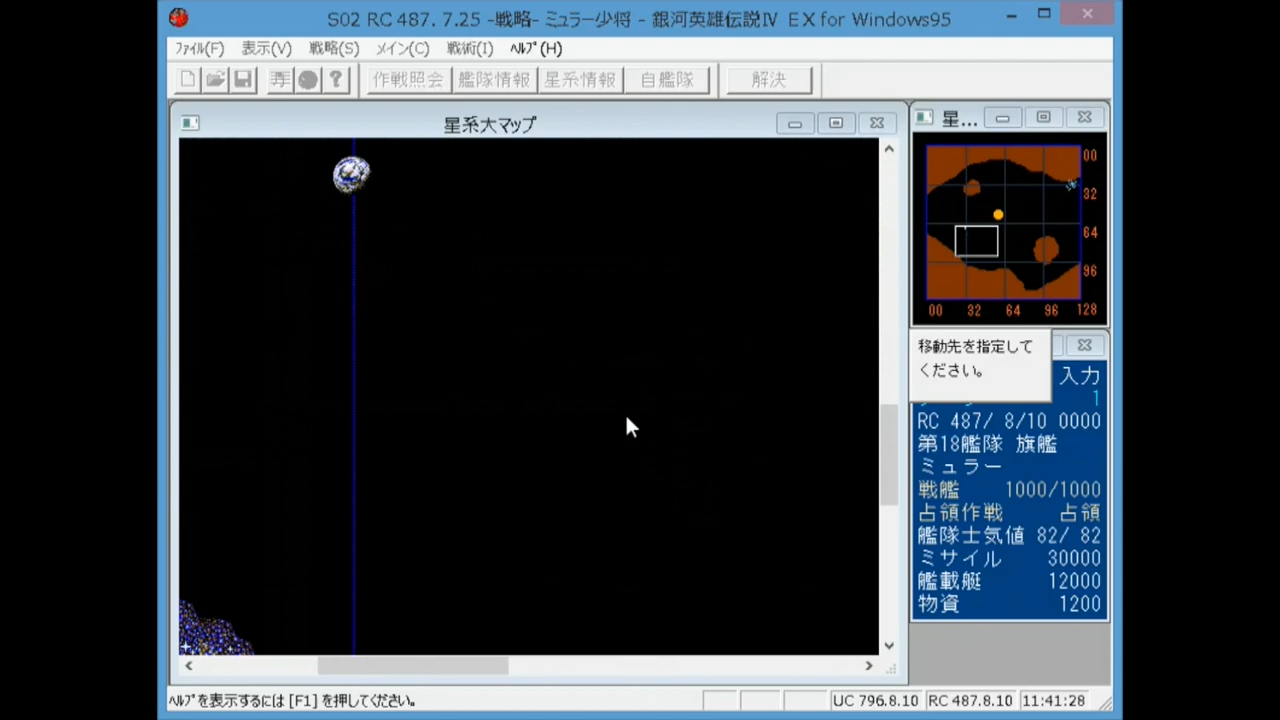 S02 RC 487. 7.25 -戦略- ミュラー少将 - 銀河英雄伝説Ⅳ EX for Windows95
ﾌｧｲﾙ(F) 表示(V) 戦略(S) メイン(C) 戦術(I) ﾍﾙﾌﾟ(H)
作戦照会 艦隊情報 星系情報 自艦隊 解決
星系大マップ
星...
00
32
64
96
00 32 64 96 128
移動先を指定して
ください。
入力
1
RC 487/ 8/10 0000
第18艦隊 旗艦
ミュラー
戦艦 1000/1000
占領作戦 占領
艦隊士気値 82/ 82
ミサイル 30000
艦載艇 12000
物資 1200
ﾍﾙﾌﾟを表示するには [F1] を押してください。
UC 796.8.10 RC 487.8.10 11:41:28